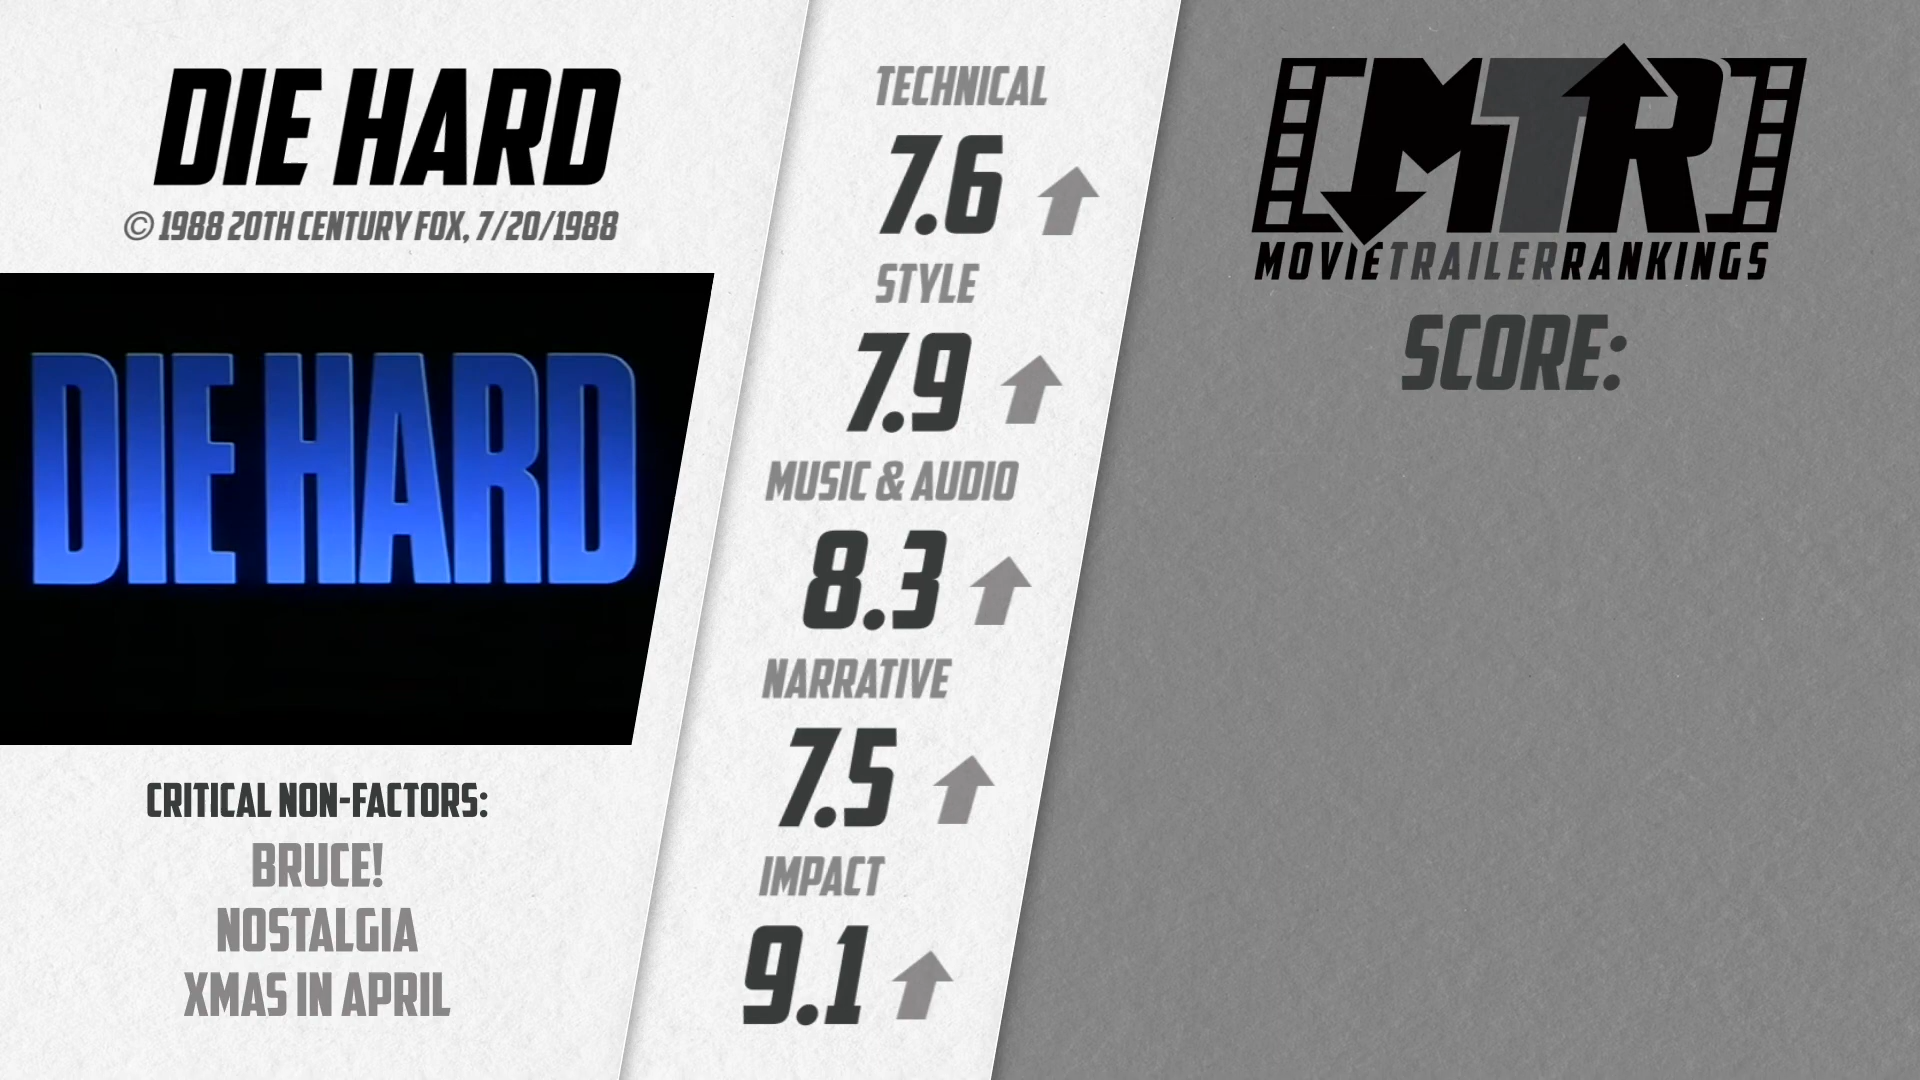 DIE HARD
© 1988 20TH CENTURY FOX, 7/20/1988
DIE HARD
CRITICAL NON-FACTORS:
BRUCE!
NOSTALGIA
XMAS IN APRIL
TECHNICAL
7.6
STYLE
7.9
MUSIC & AUDIO
8.3
NARRATIVE
7.5
IMPACT
9.1
MTR
MOVIETRAILERRANKINGS
SCORE: